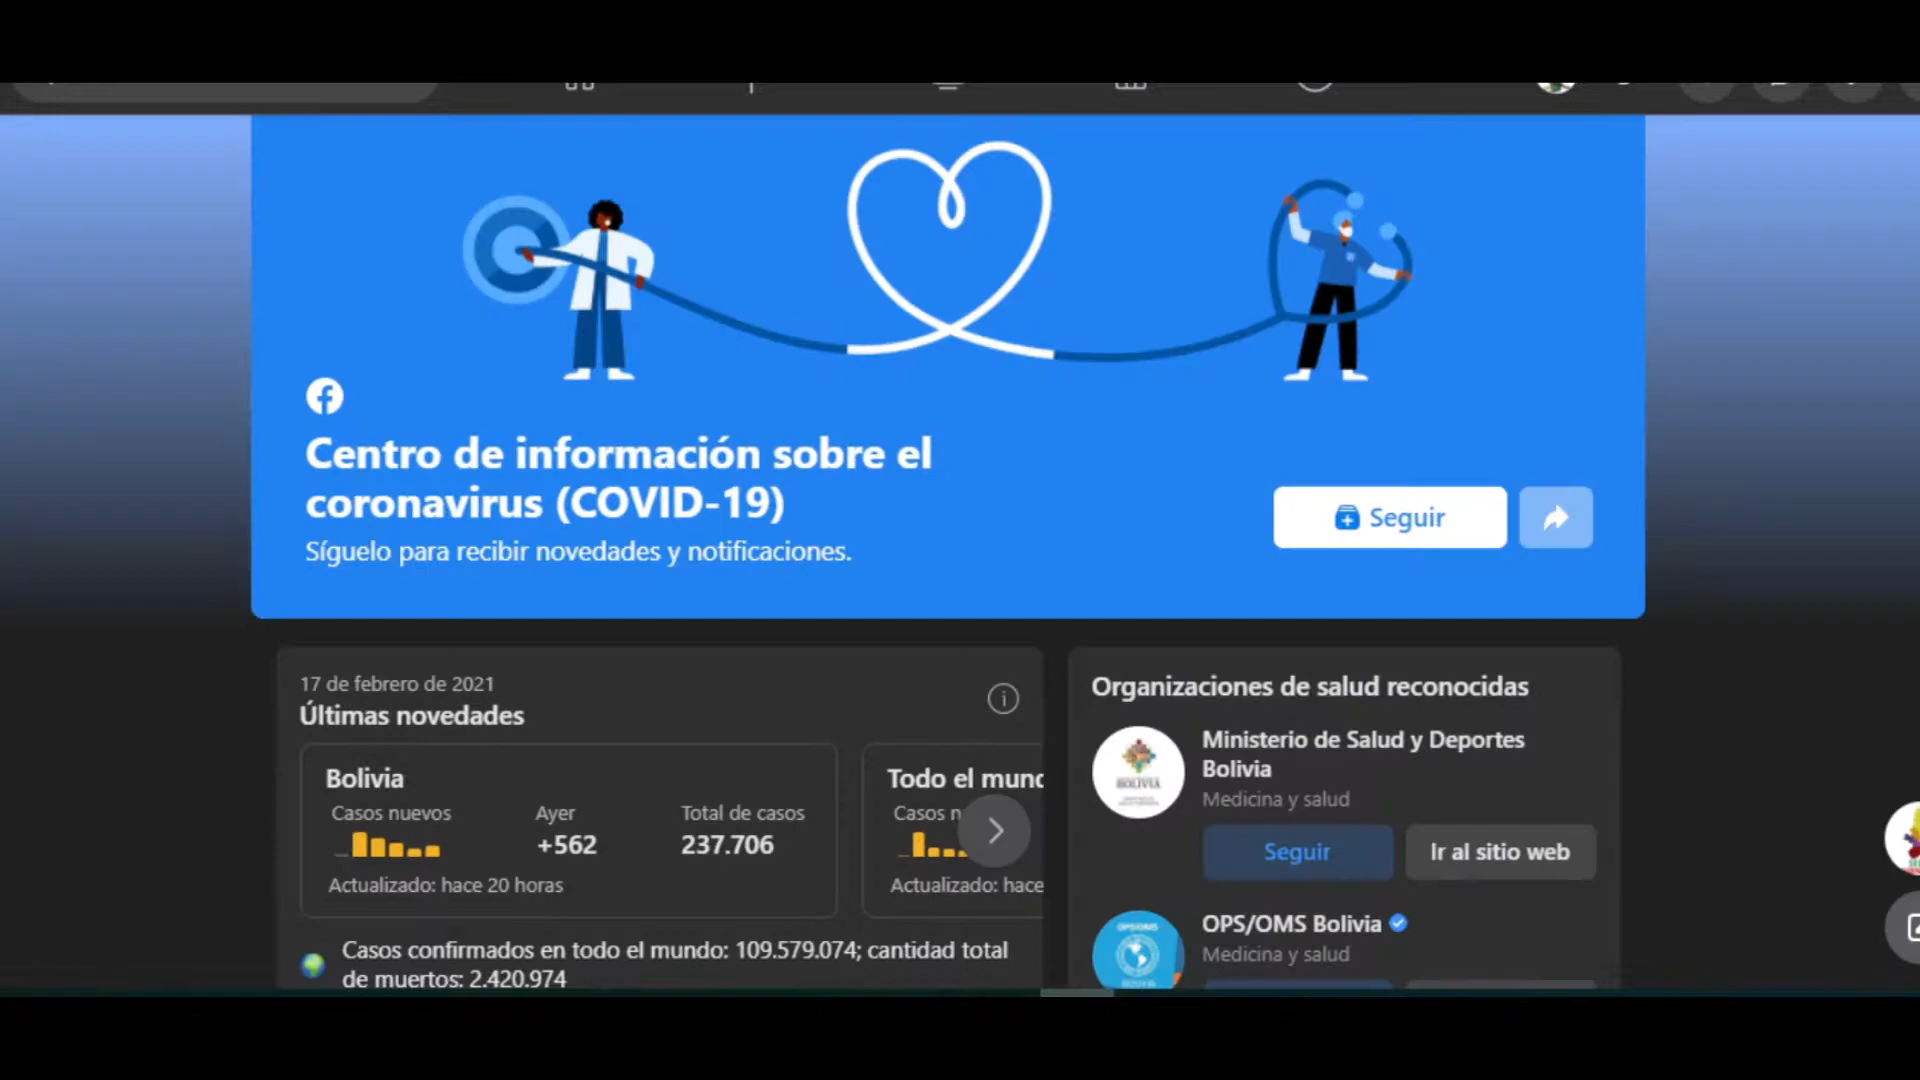 Centro de información sobre el
coronavirus (COVID-19)
Síguelo para recibir novedades y notificaciones.
Seguir
17 de febrero de 2021
Últimas novedades
Bolivia
Casos nuevos
Ayer
+562
Total de casos
237.706
Actualizado: hace 20 horas
Todo el
Actualizado: hace
Casos confirmados en todo el mundo: 109.579.074; cantidad total
de muertos: 2.420.974
Organizaciones de salud reconocidas
BOLIVIA
Ministerio de Salud y Deportes
Bolivia
Medicina y salud
Seguir
Ir al sitio web
OPS/OMS
OPS/OMS Bolivia
Medicina y salud